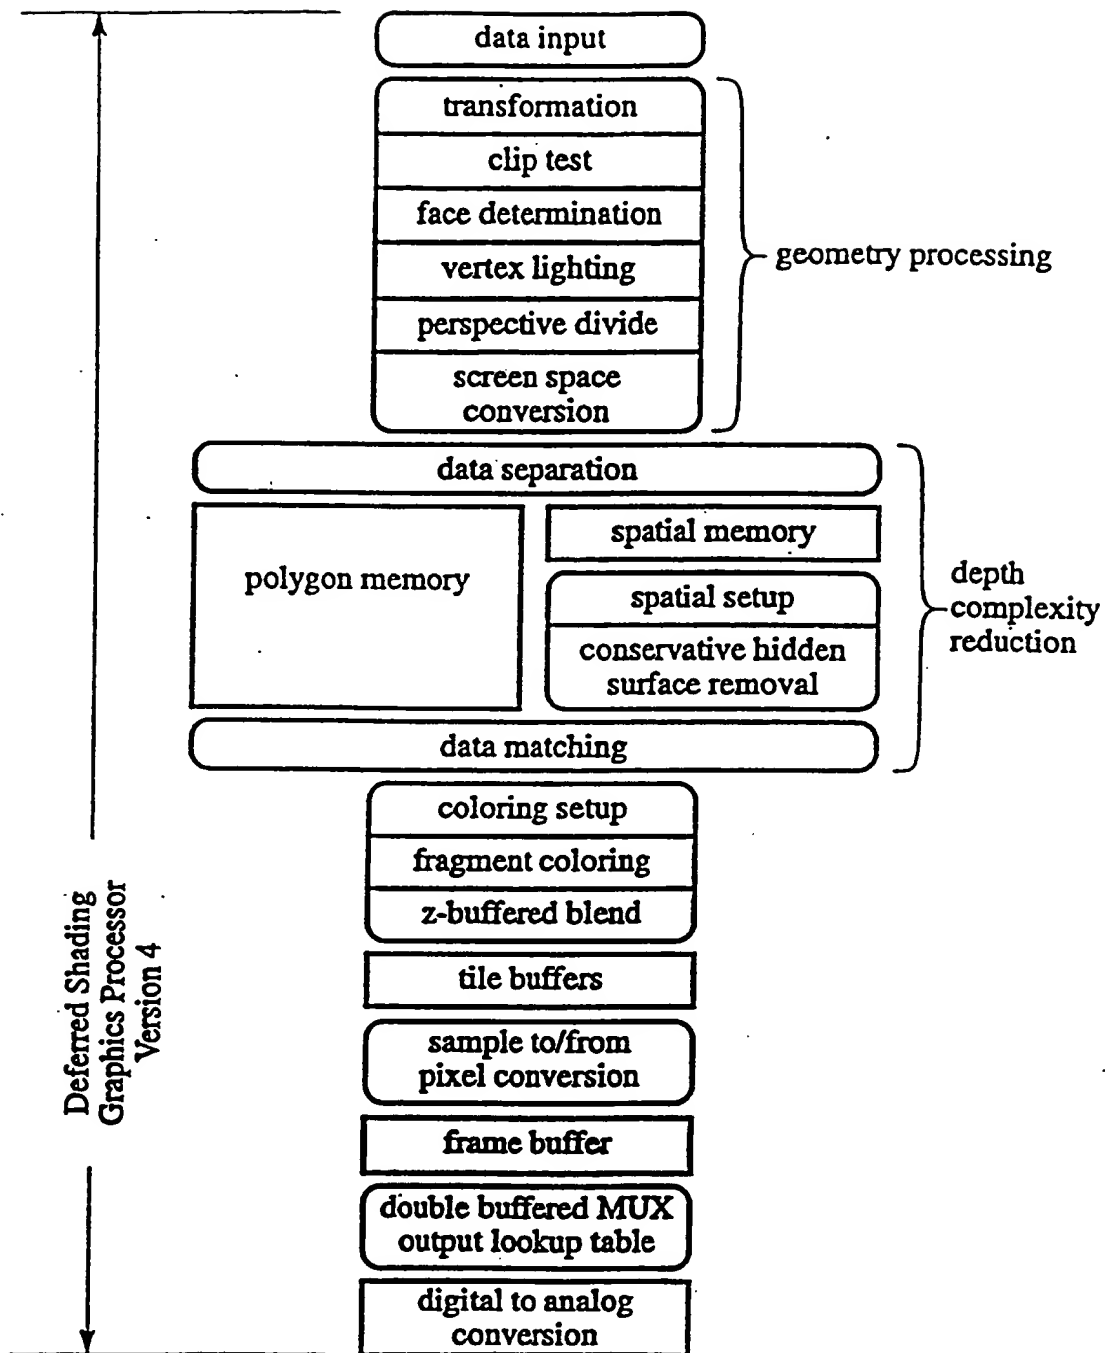 data input
transformation
clip test
face determination
vertex lighting
perspective divide
screen space
conversion
geometry processing
data separation
polygon memory
spatial memory
spatial setup
conservative hidden
surface removal
depth
complexity
reduction
data matching
coloring setup
fragment coloring
z-buffered blend
tile buffers
sample to/from
pixel conversion
frame buffer
double buffered MUX
output lookup table
digital to analog
conversion
Deferred Shading
Graphics Processor
Version 4